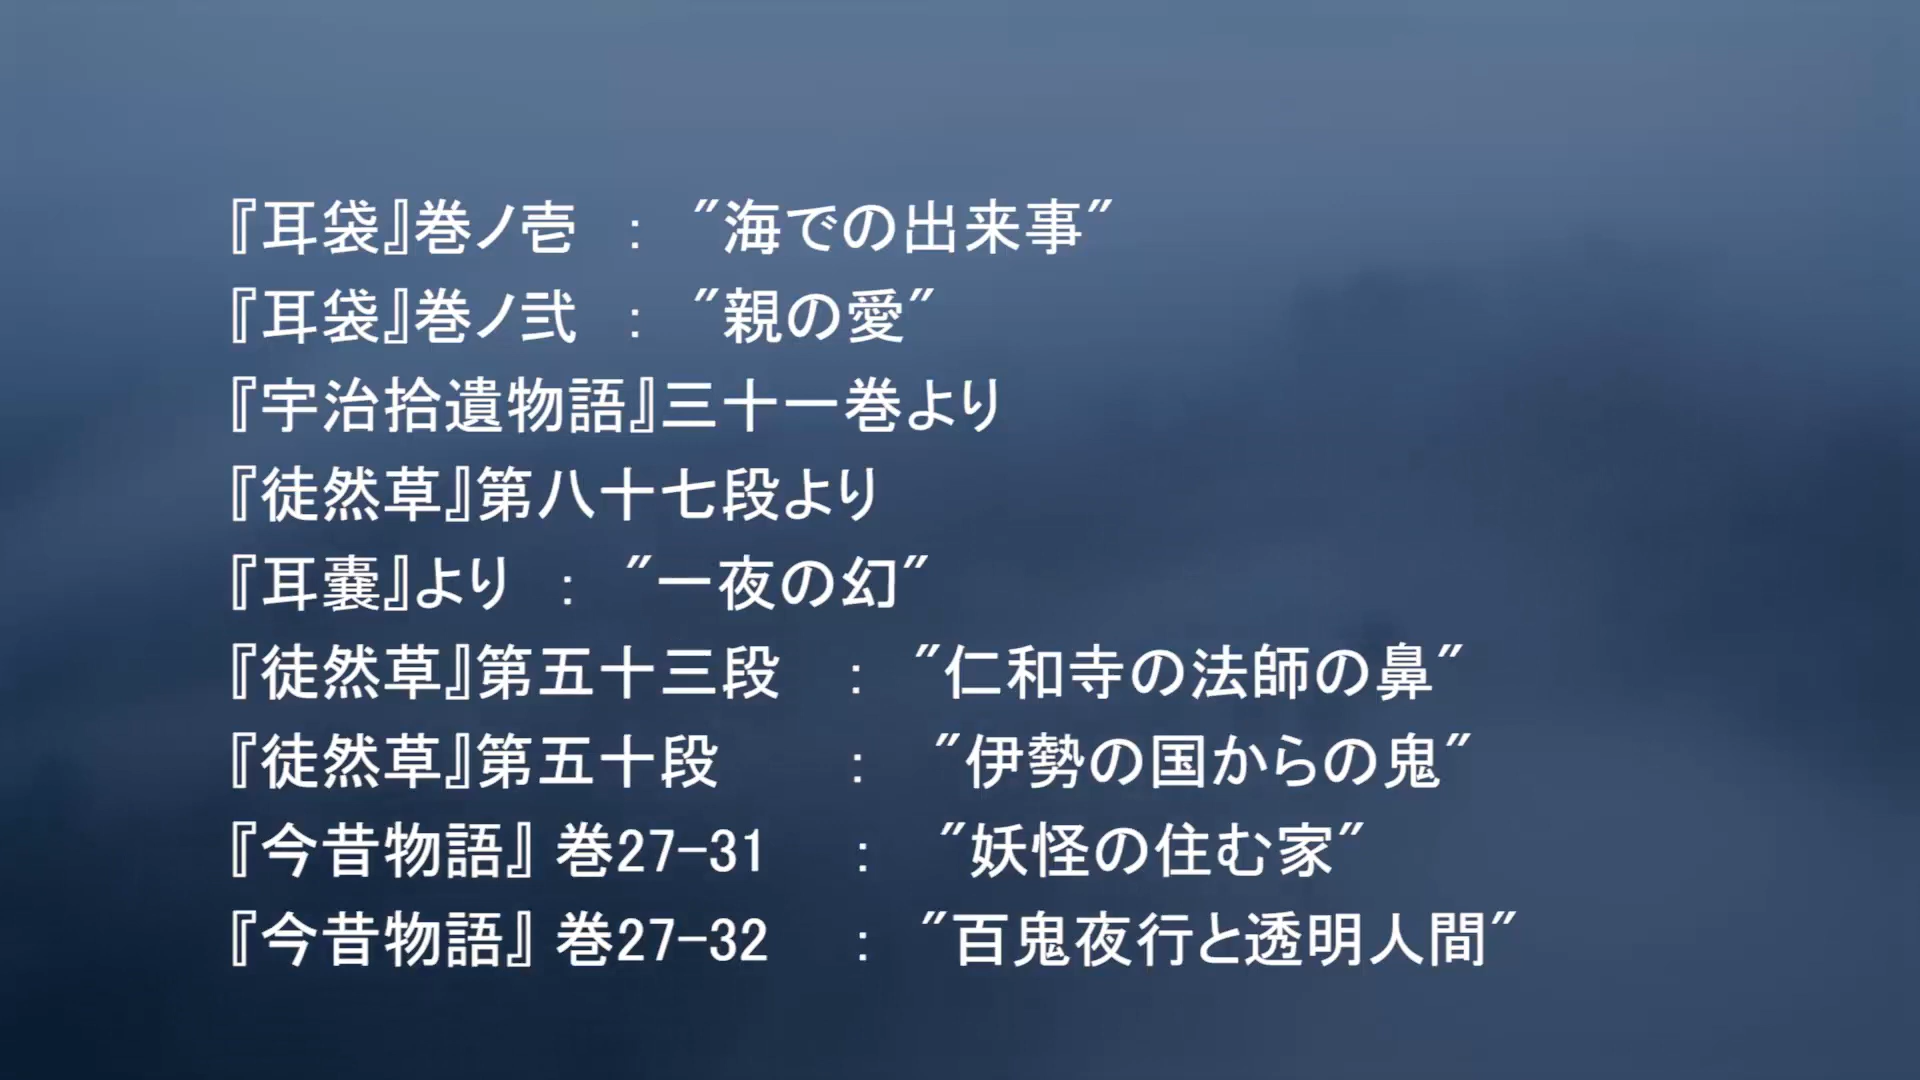 『耳袋』巻ノ壱　：　"海での出来事"
『耳袋』巻ノ弐　：　"親の愛"
『宇治拾遺物語』三十一巻より
『徒然草』第八十七段より
『耳嚢』より　：　"一夜の幻"
『徒然草』第五十三段　：　"仁和寺の法師の鼻"
『徒然草』第五十段　：　"伊勢の国からの鬼"
『今昔物語』 巻27-31　：　"妖怪の住む家"
『今昔物語』 巻27-32　：　"百鬼夜行と透明人間"